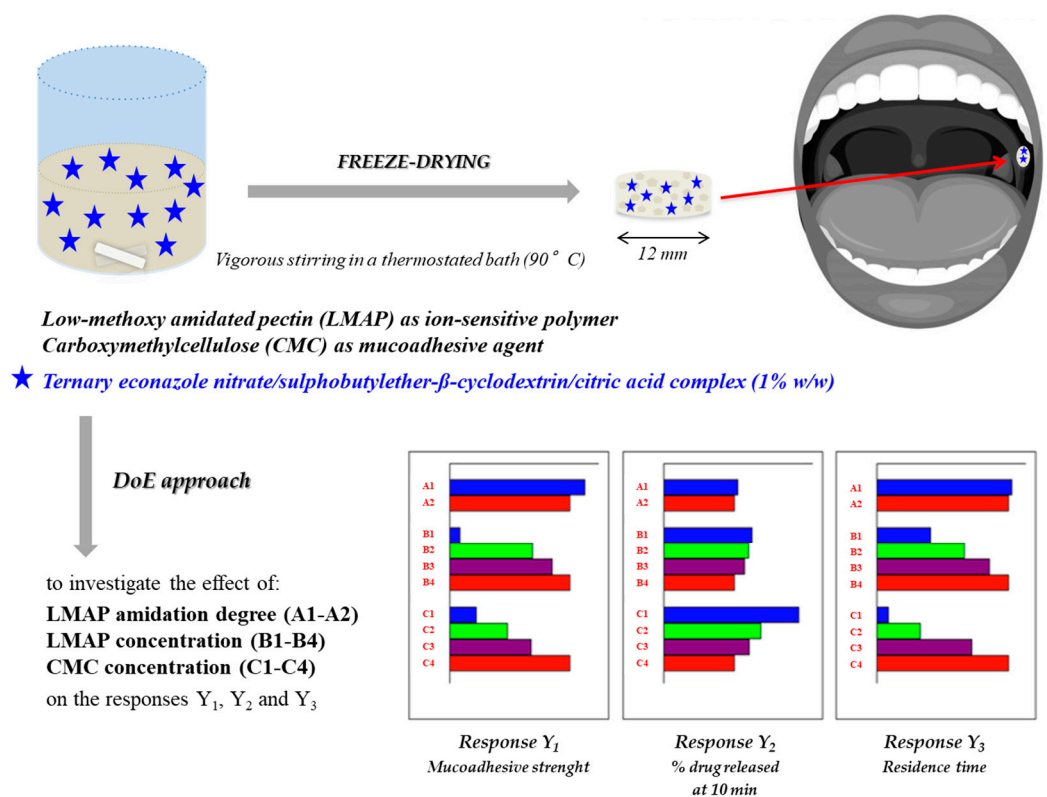 FREEZE-DRYING
Vigorous stirring in a thermostated bath (90° C)
12 mm
Low-methoxy amidated pectin (LMAP) as ion-sensitive polymer
Carboxymethylcellulose (CMC) as mucoadhesive agent
Ternary econazole nitrate/sulphobutylether-ß-cyclodextrin/citric acid complex (1% w/w)
DoE approach
to investigate the effect of:
LMAP amidation degree (A1-A2)
LMAP concentration (B1-B4)
CMC concentration (C1-C4)
on the responses Y1, Y2 and Y3
A1
A2
B1
B2
B3
B4
C1
C2
C3
C4
Response Y1
Mucoadhesive strenght
A1
A2
B1
B2
B3
B4
C1
C2
C3
C4
Response Y2
% drug released
at 10 min
A1
A2
B1
B2
B3
B4
C1
C2
C3
C4
Response Y3
Residence time